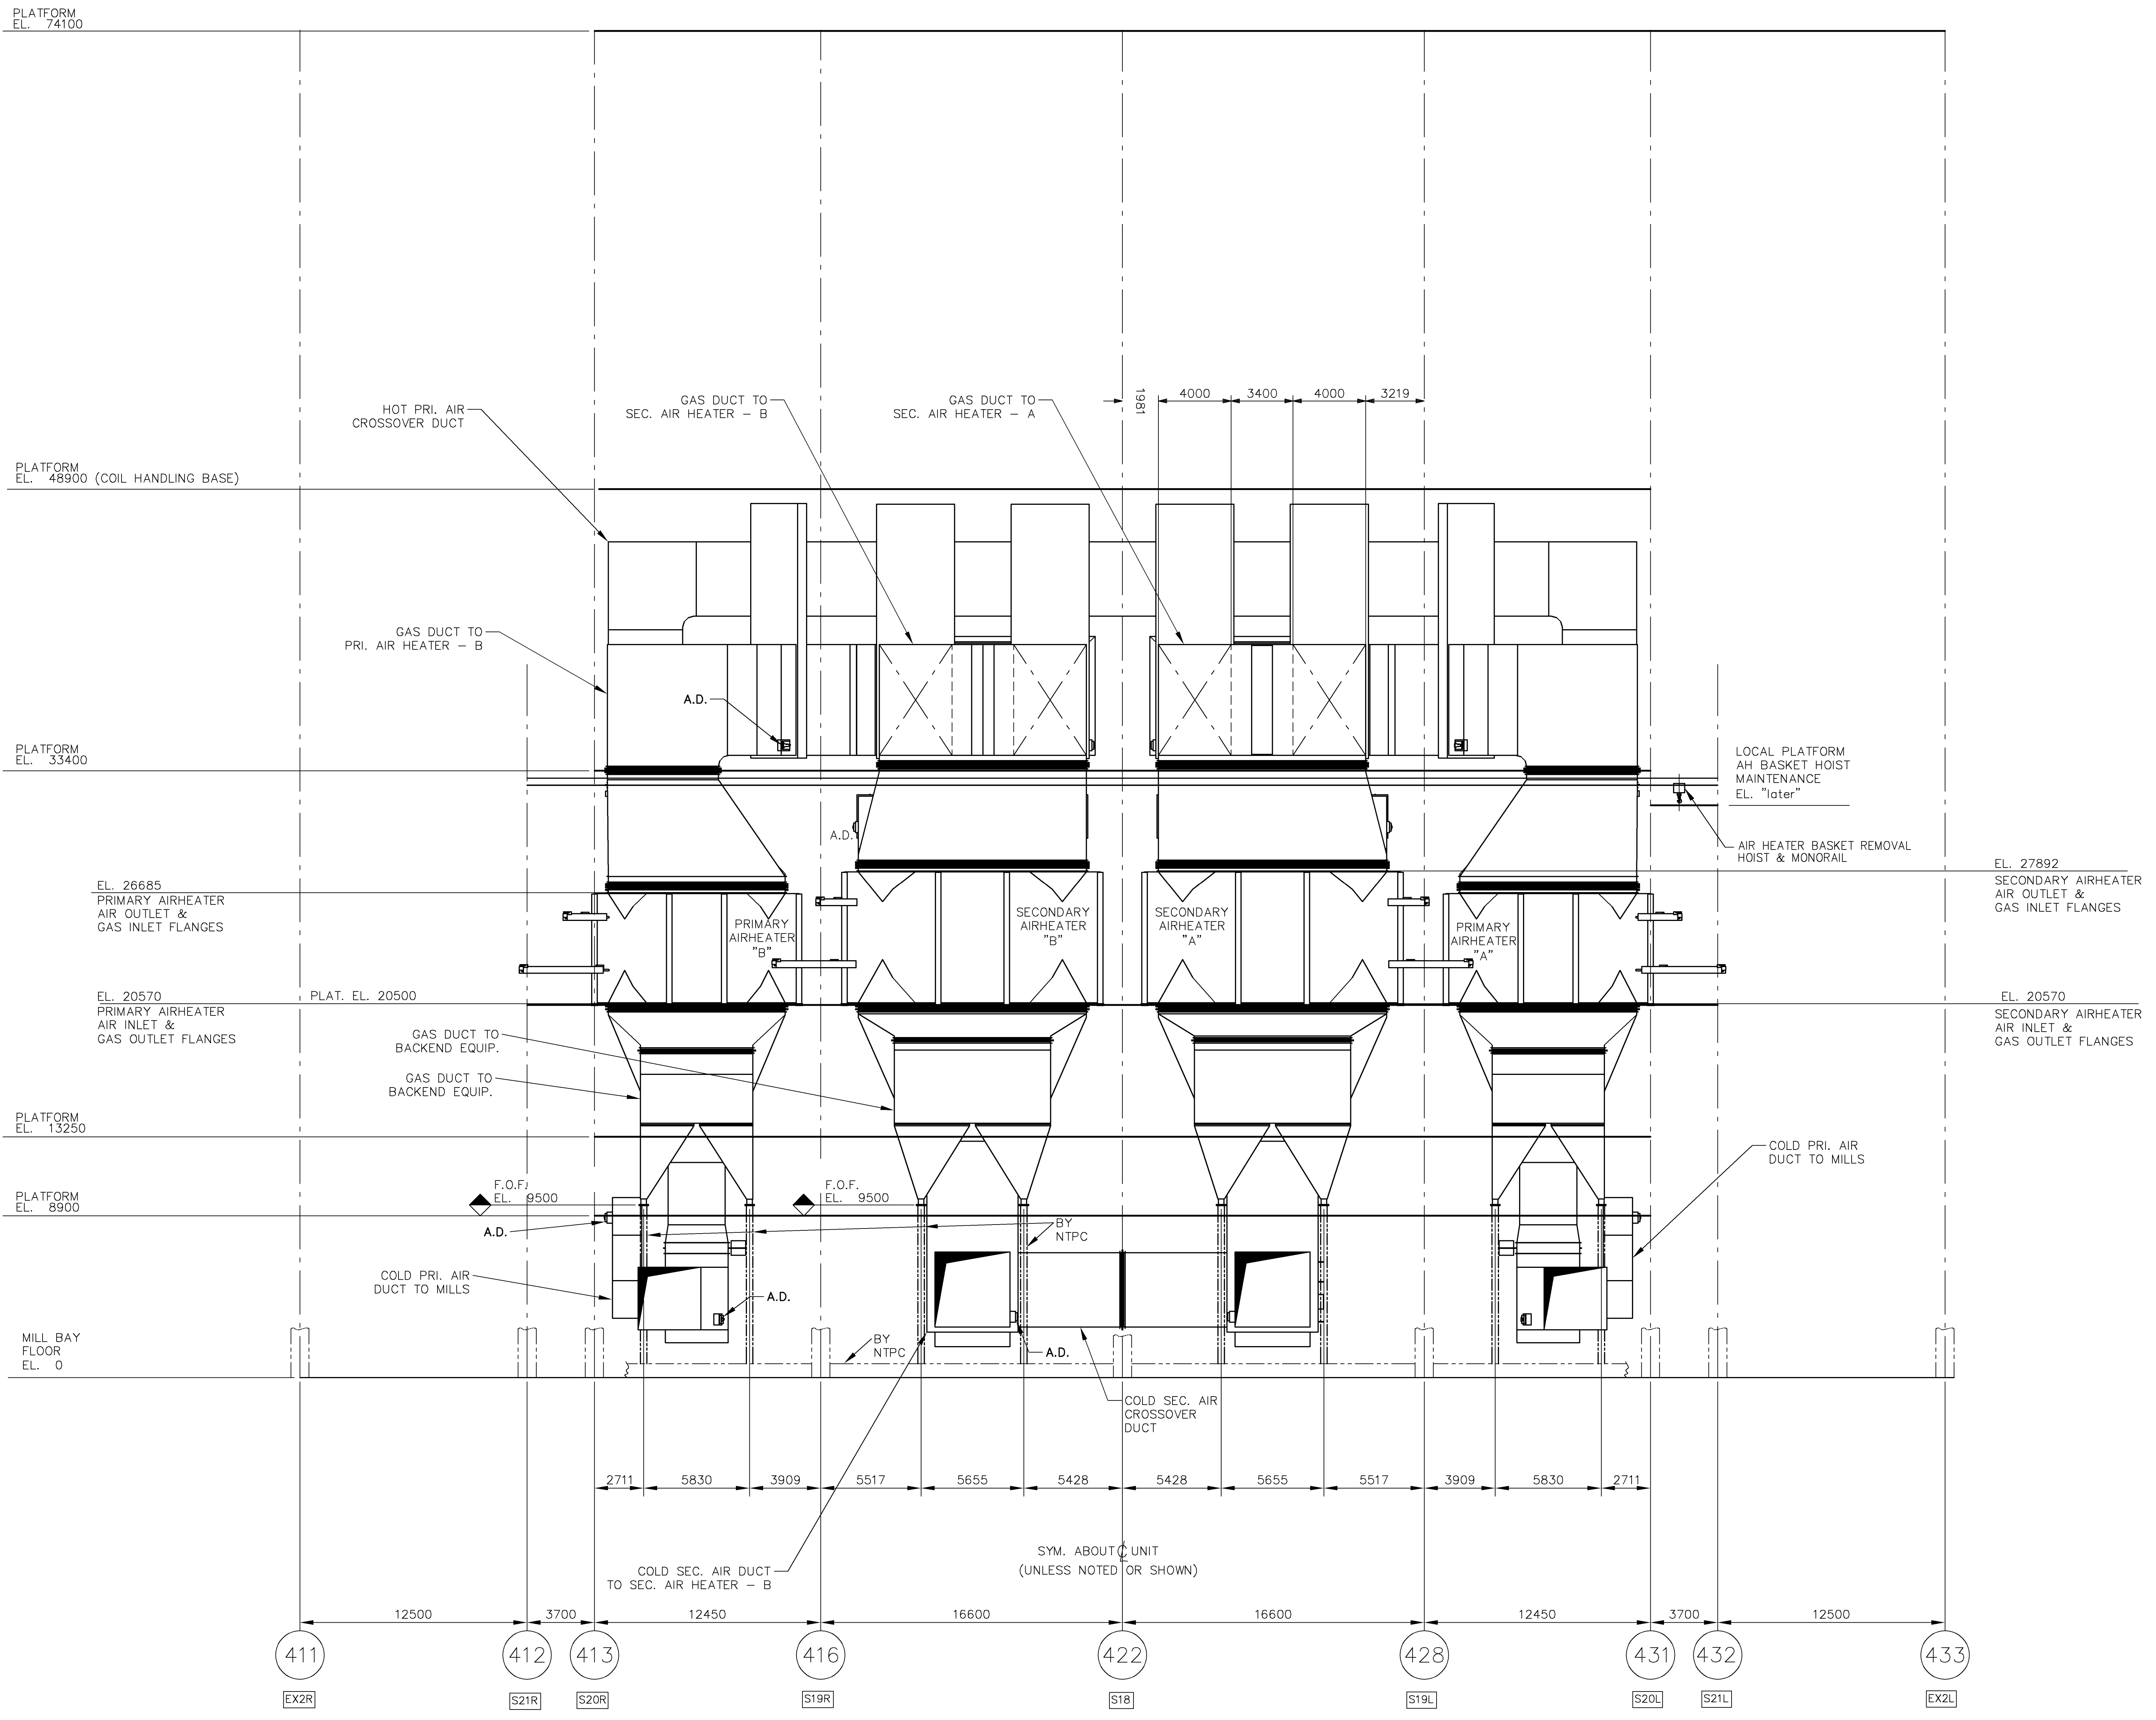 PLATFORM
EL. 74100
1981
4000
3400
4000
3219
HOT PRI. AIR
CROSSOVER DUCT
GAS DUCT TO
SEC. AIR HEATER – B
GAS DUCT TO
SEC. AIR HEATER – A
PLATFORM
EL. 48900 (COIL HANDLING BASE)
GAS DUCT TO
PRI. AIR HEATER – B
A.D.
PLATFORM
EL. 33400
LOCAL PLATFORM
AH BASKET HOIST
MAINTENANCE
EL. "later"
A.D.
AIR HEATER BASKET REMOVAL
HOIST & MONORAIL
EL. 27892
SECONDARY AIRHEATER
AIR OUTLET &
GAS INLET FLANGES
EL. 26685
PRIMARY AIRHEATER
AIR OUTLET &
GAS INLET FLANGES
PRIMARY
AIRHEATER
"B"
SECONDARY
AIRHEATER
"B"
SECONDARY
AIRHEATER
"A"
PRIMARY
AIRHEATER
"A"
EL. 20570
PRIMARY AIRHEATER
AIR INLET &
GAS OUTLET FLANGES
PLAT. EL. 20500
EL. 20570
SECONDARY AIRHEATER
AIR INLET &
GAS OUTLET FLANGES
GAS DUCT TO
BACKEND EQUIP.
GAS DUCT TO
BACKEND EQUIP.
PLATFORM
EL. 13250
COLD PRI. AIR
DUCT TO MILLS
PLATFORM
EL. 8900
F.O.F.
EL. 9500
F.O.F.
EL. 9500
A.D.
BY
NTPC
COLD PRI. AIR
DUCT TO MILLS
A.D.
MILL BAY
FLOOR
EL. 0
BY
NTPC
A.D.
COLD SEC. AIR
CROSSOVER
DUCT
2711
5830
3909
5517
5655
5428
5428
5655
5517
3909
5830
2711
COLD SEC. AIR DUCT
TO SEC. AIR HEATER – B
SYM. ABOUT ℄ UNIT
(UNLESS NOTED OR SHOWN)
12500
3700
12450
16600
16600
12450
3700
12500
411
412
413
416
422
428
431
432
433
EX2R
S21R
S20R
S19R
S18
S19L
S20L
S21L
EX2L